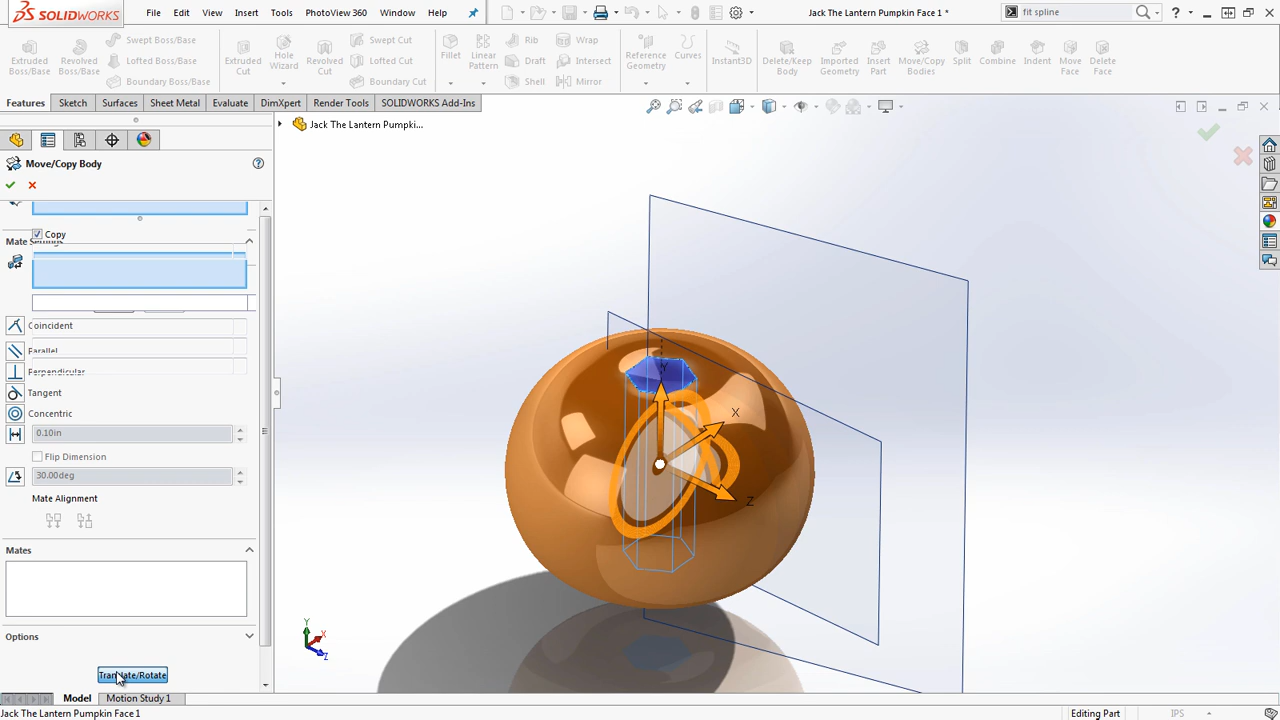 SOLIDWORKS File Edit View Insert Tools PhotoView 360 Window Help Jack The Lantern Pumpkin Face 1 * fit spline
Extruded Boss/Base Revolved Boss/Base Swept Boss/Base Lofted Boss/Base Boundary Boss/Base Extruded Cut Hole Wizard Revolved Cut Swept Cut Lofted Cut Boundary Cut Fillet Linear Pattern Rib Draft Shell Wrap Intersect Mirror Reference Geometry Curves Instant3D Delete/Keep Body Imported Geometry Insert Part Move/Copy Bodies Split Combine Indent Move Face Delete Face
Features Sketch Surfaces Sheet Metal Evaluate DimXpert Render Tools SOLIDWORKS Add-Ins
Jack The Lantern Pumpki...
Move/Copy Body
Copy
Coincident
Parallel
Perpendicular
Tangent
Concentric
0.10in
Flip Dimension
30.00deg
Mate Alignment
Mates
Options
Translate/Rotate
Y
X
Z
Y
X
Z
Model Motion Study 1
Jack The Lantern Pumpkin Face 1 Editing Part IPS